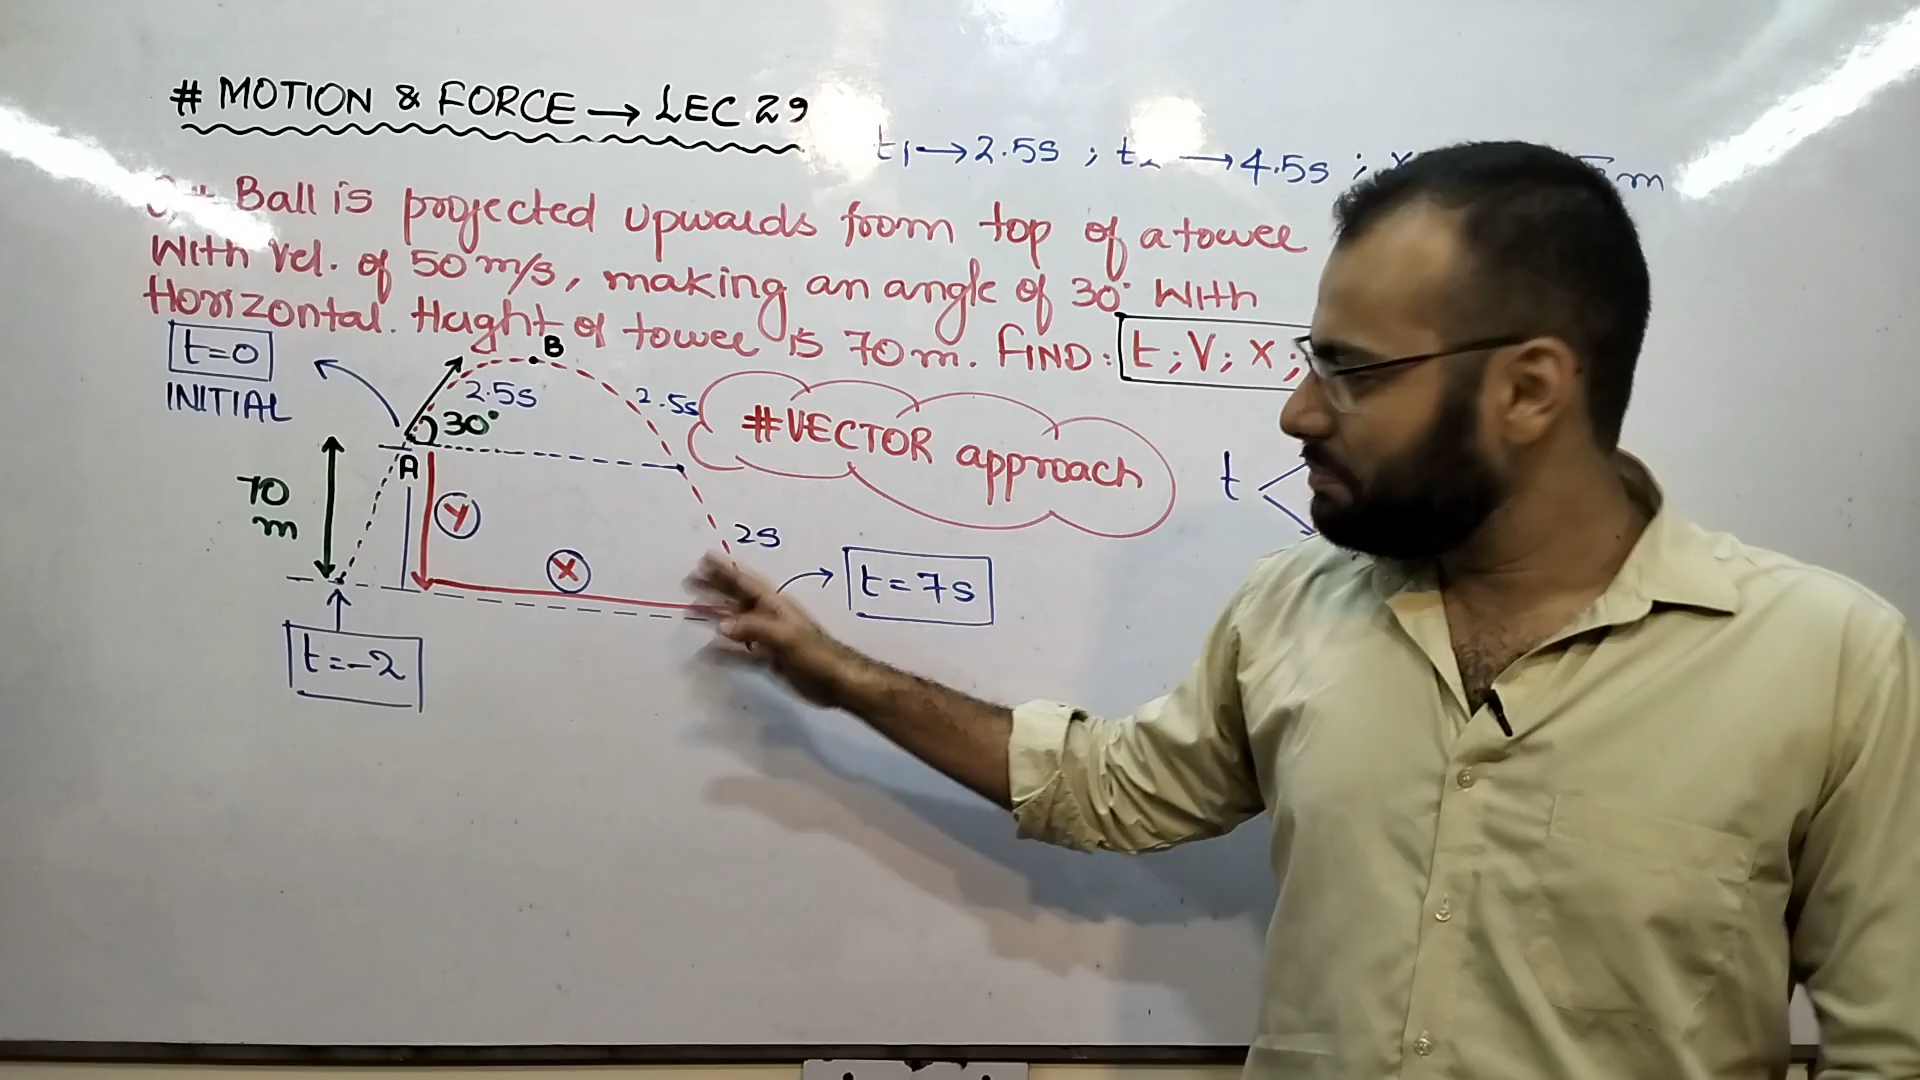 # MOTION & FORCE → LEC 29
t₁ → 2.5s ; t₂ → 4.5s ; m
Ball is projected upwards from top of a tower
With Vel. of 50 m/s, making an angle of 30° With
Horizontal. Height of tower is 70m. FIND: t ; V ; X ;
t=0
INITIAL
B
2.5s
2.5s
30°
#VECTOR approach
A
70
m
Y
X
2s
t = 7s
t
t=-2